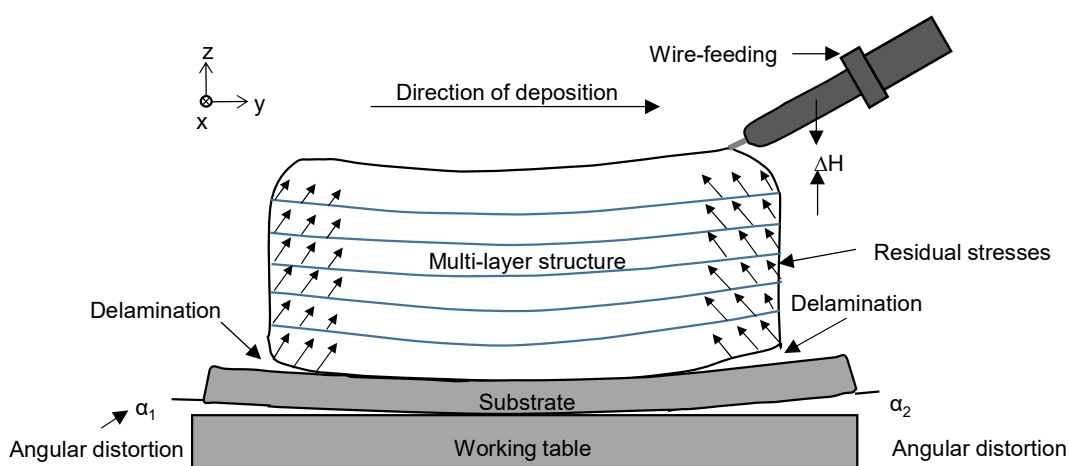 Wire-feeding
z
y
x
Direction of deposition
ΔH
Multi-layer structure
Residual stresses
Delamination
Delamination
Substrate
α1
α2
Angular distortion
Working table
Angular distortion